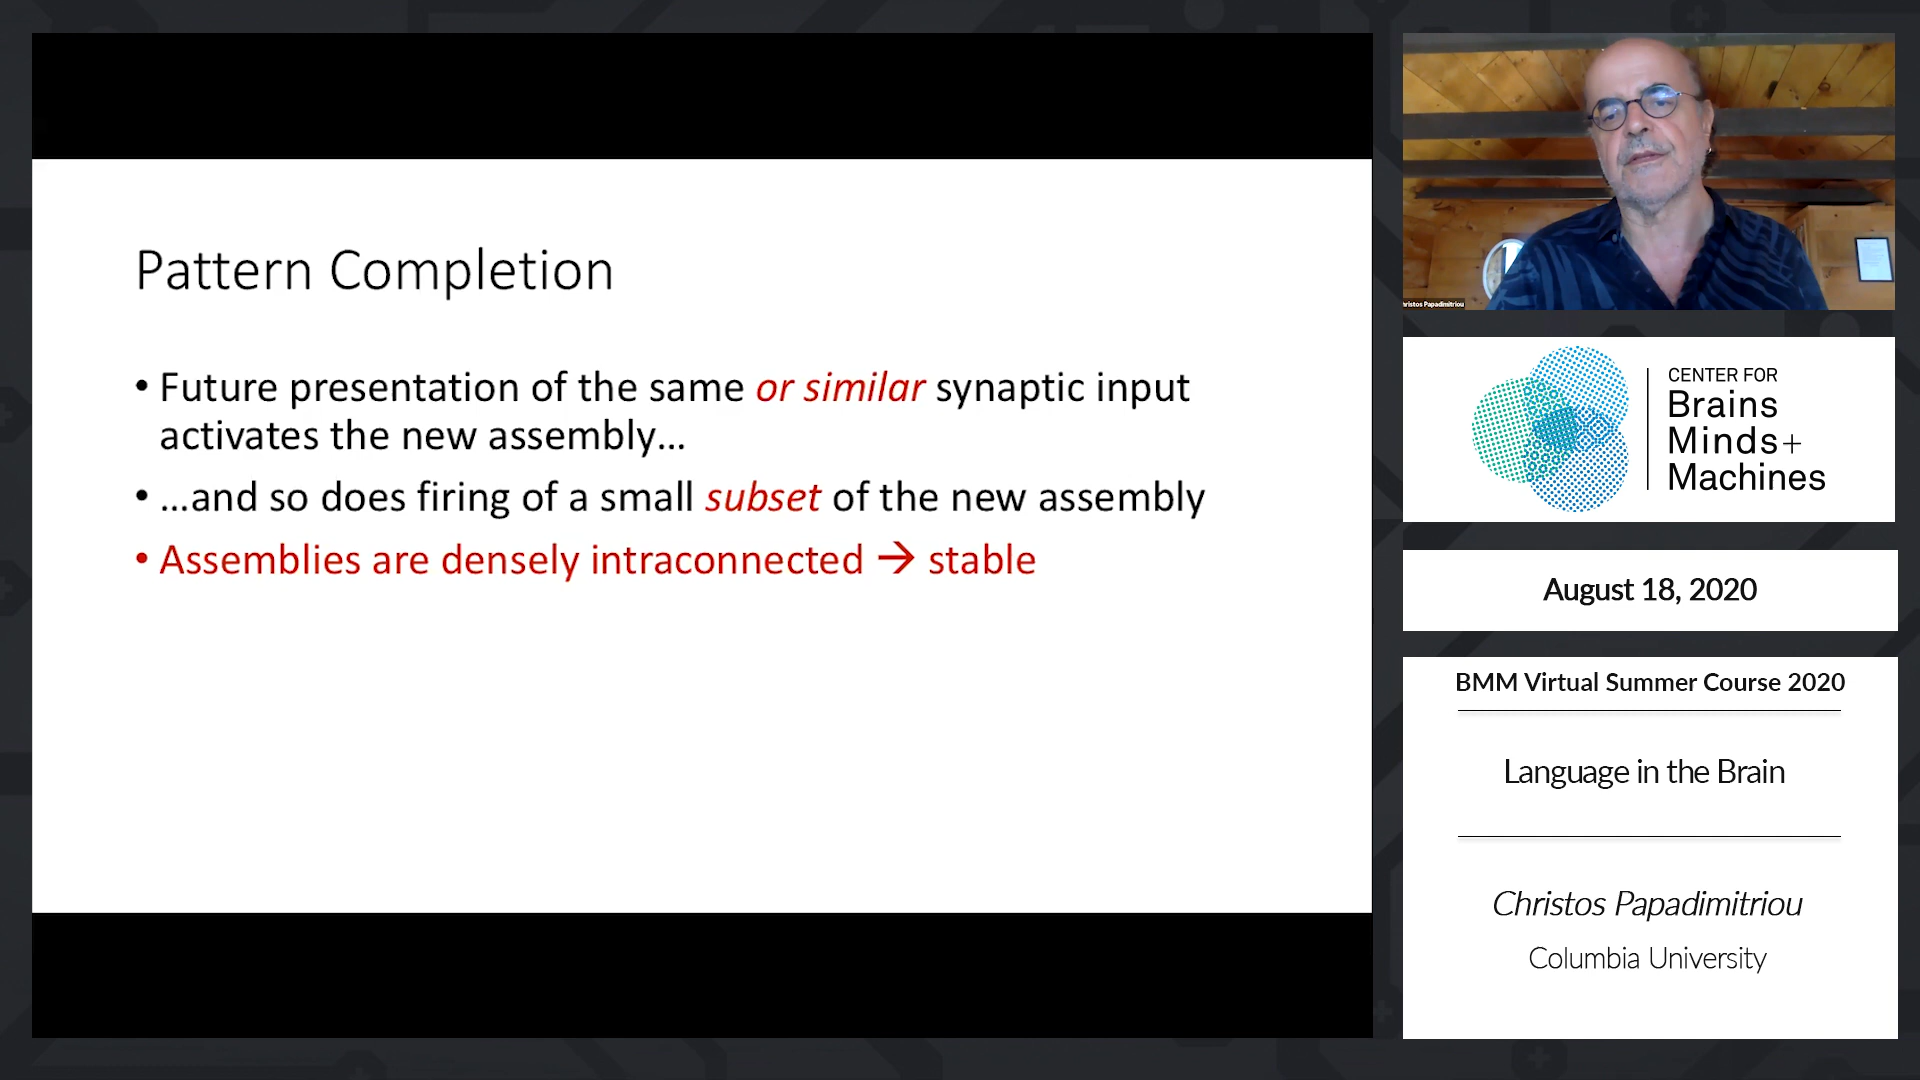 Pattern Completion
• Future presentation of the same or similar synaptic input
activates the new assembly…
• …and so does firing of a small subset of the new assembly
• Assemblies are densely intraconnected → stable
Christos Papadimitriou
CENTER FOR
Brains
Minds+
Machines
August 18, 2020
BMM Virtual Summer Course 2020
Language in the Brain
Christos Papadimitriou
Columbia University